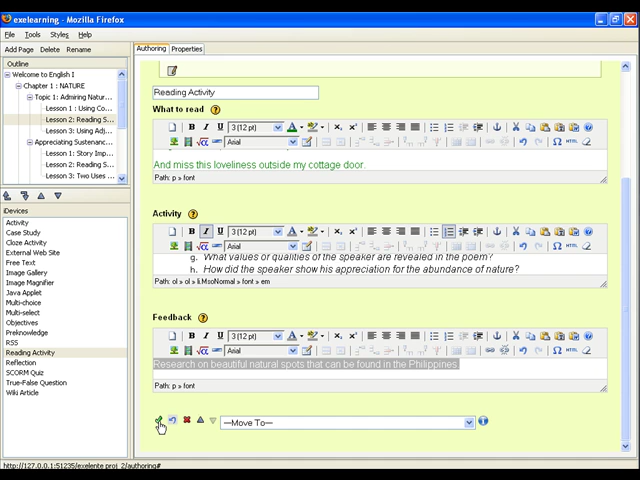 exelearning - Mozilla Firefox
File Tools Styles Help
Add Page Delete Rename
Authoring Properties
Outline
Welcome to English I
Chapter 1 : NATURE
Topic 1: Admiring Natur...
Lesson 1 : Using Co...
Lesson 2: Reading S...
Lesson 3: Using Adj...
Appreciating Sustenanc...
Lesson 1: Story Imp...
Lesson 2: Reading S...
Lesson 3: Two Uses
iDevices
Activity
Case Study
Cloze Activity
External Web Site
Free Text
Image Gallery
Image Magnifier
Java Applet
Multi-choice
Multi-select
Objectives
Preknowledge
RSS
Reading Activity
Reflection
SCORM Quiz
True-False Question
Wiki Article
Reading Activity
What to read ?
B I U 3 (12 pt)
Arial HTML
And miss this loveliness outside my cottage door.
Path: p » font
Activity ?
B I U 3 (12 pt)
Arial HTML
g. What values or qualities of the speaker are revealed in the poem?
h. How did the speaker show his appreciation for the abundance of nature?
Path: ol » ol » li.MsoNormal » font » em
Feedback ?
B I U 3 (12 pt)
Arial HTML
Research on beautiful natural spots that can be found in the Philippines.
Path: p » font
—Move To—
http://127.0.0.1:51235/exelente_proj_2/authoring#